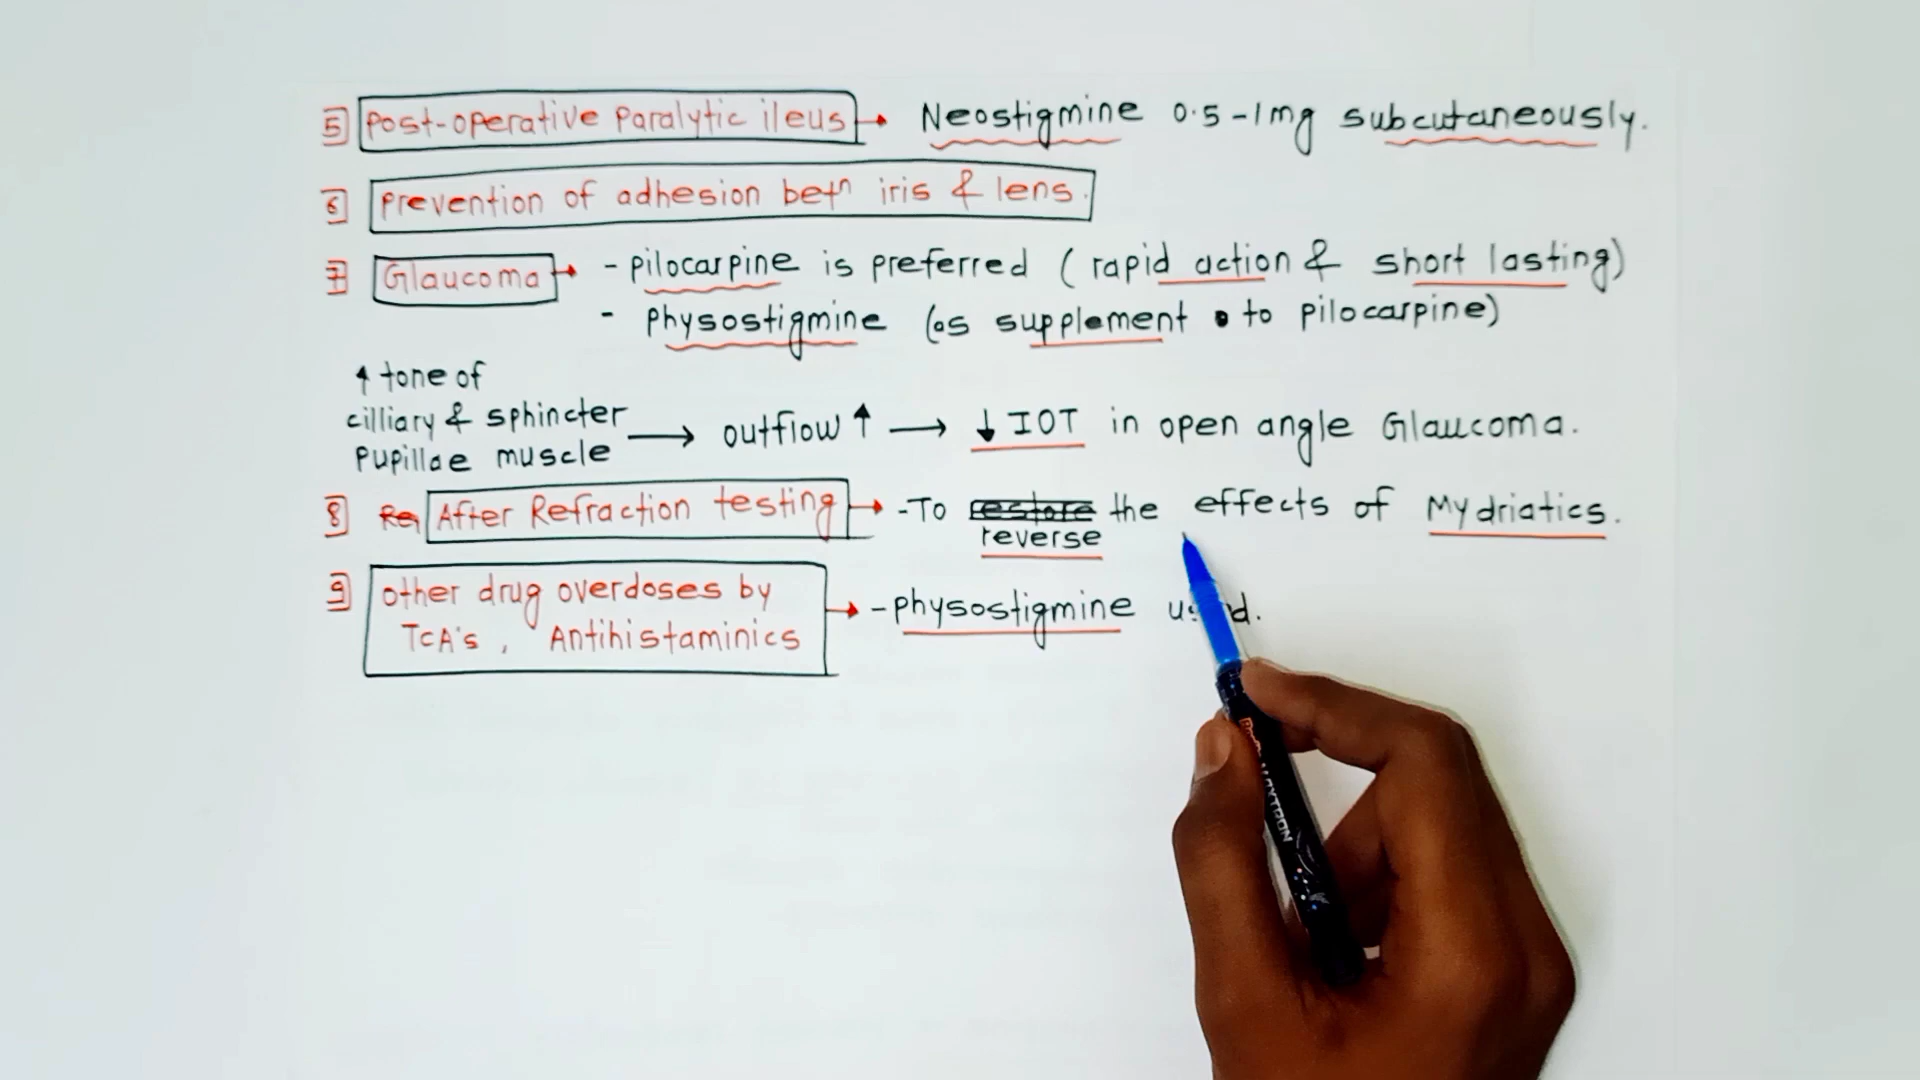 5 Post-operative Paralytic ileus → Neostigmine 0.5-1mg subcutaneously.
6 Prevention of adhesion betn iris & lens.
7 Glaucoma → - pilocarpine is preferred (rapid action & short lasting)
- physostigmine (as supplement to pilocarpine)
↑ tone of
cilliary & sphincter
Pupillae muscle → outflow ↑ → ↓ IOT in open angle Glaucoma.
8 Re After Refraction testing → -To restore the effects of Mydriatics.
reverse
9 other drug overdoses by
TCA's, Antihistaminics → -physostigmine used.
MAXTRON